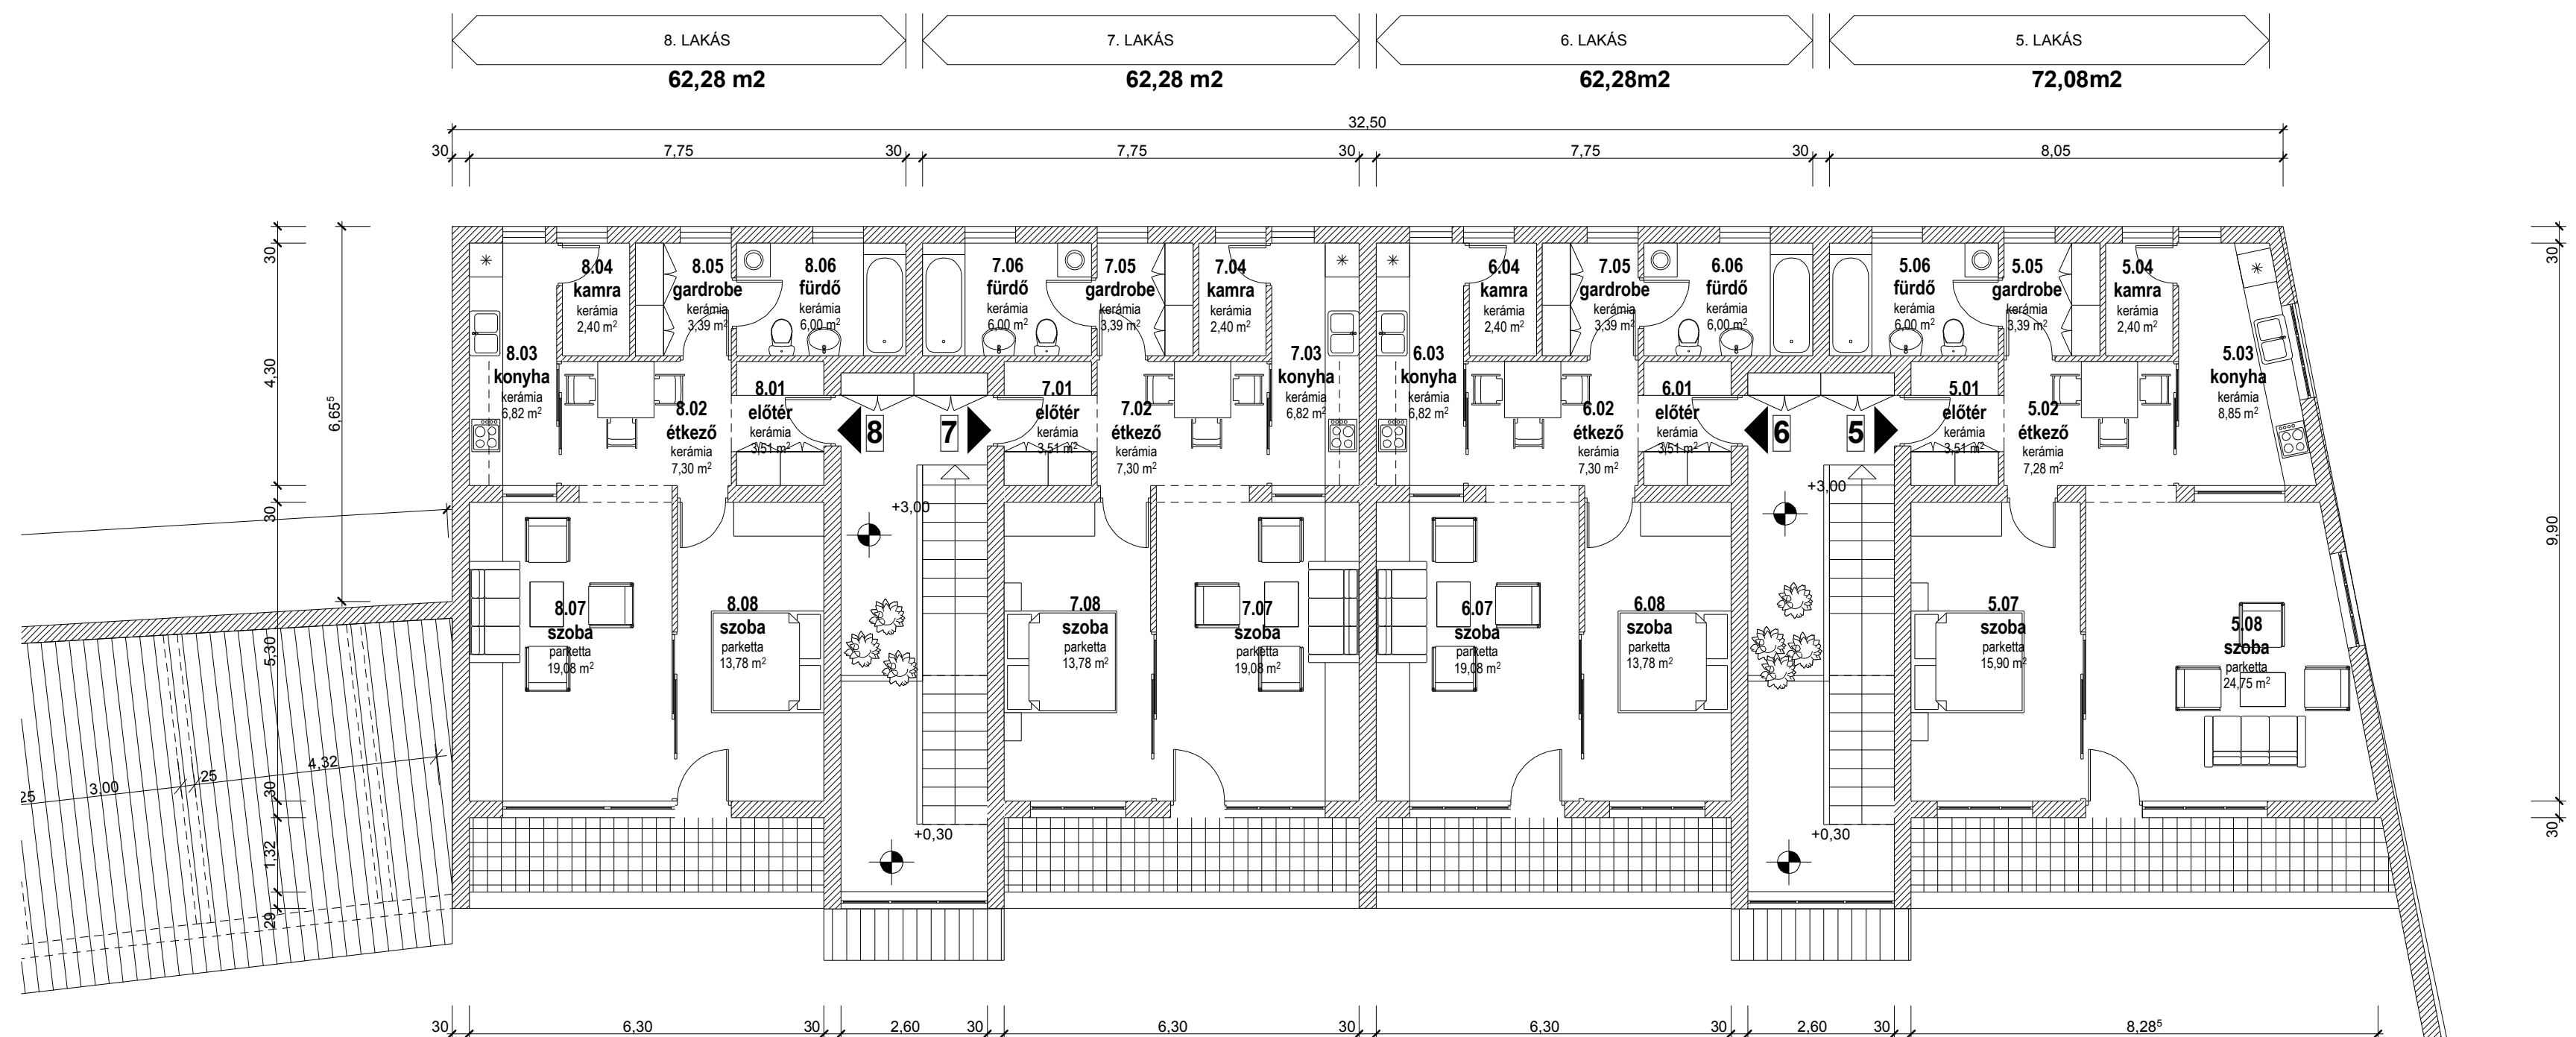 8. LAKÁS
7. LAKÁS
6. LAKÁS
5. LAKÁS
62,28 m2
62,28 m2
62,28m2
72,08m2
32,50
30
7,75
30
7,75
30
7,75
30
8,05
30
4,30
30
5,30
30
1,32
29
6,65⁵
30
9,90
30
8.04
kamra
kerámia
2,40 m²
8.05
gardrobe
kerámia
3,39 m²
8.06
fürdő
kerámia
6,00 m²
7.06
fürdő
kerámia
6,00 m²
7.05
gardrobe
kerámia
3,39 m²
7.04
kamra
kerámia
2,40 m²
6.04
kamra
kerámia
2,40 m²
7.05
gardrobe
kerámia
3,39 m²
6.06
fürdő
kerámia
6,00 m²
5.06
fürdő
kerámia
6,00 m²
5.05
gardrobe
kerámia
3,39 m²
5.04
kamra
kerámia
2,40 m²
8.03
konyha
kerámia
6,82 m²
8.02
étkező
kerámia
7,30 m²
8.01
előtér
kerámia
3,51 m²
8
7
7.01
előtér
kerámia
3,51 m²
7.02
étkező
kerámia
7,30 m²
7.03
konyha
kerámia
6,82 m²
6.03
konyha
kerámia
6,82 m²
6.02
étkező
kerámia
7,30 m²
6.01
előtér
kerámia
3,51 m²
6
5
5.01
előtér
kerámia
3,51 m²
5.02
étkező
kerámia
7,28 m²
5.03
konyha
kerámia
8,85 m²
+3,00
+3,00
8.07
szoba
parketta
19,08 m²
8.08
szoba
parketta
13,78 m²
7.08
szoba
parketta
13,78 m²
7.07
szoba
parketta
19,08 m²
6.07
szoba
parketta
19,08 m²
6.08
szoba
parketta
13,78 m²
5.07
szoba
parketta
15,90 m²
5.08
szoba
parketta
24,75 m²
25
3,00
25
4,32
+0,30
+0,30
30
6,30
30
2,60
30
6,30
30
6,30
30
2,60
30
8,28⁵